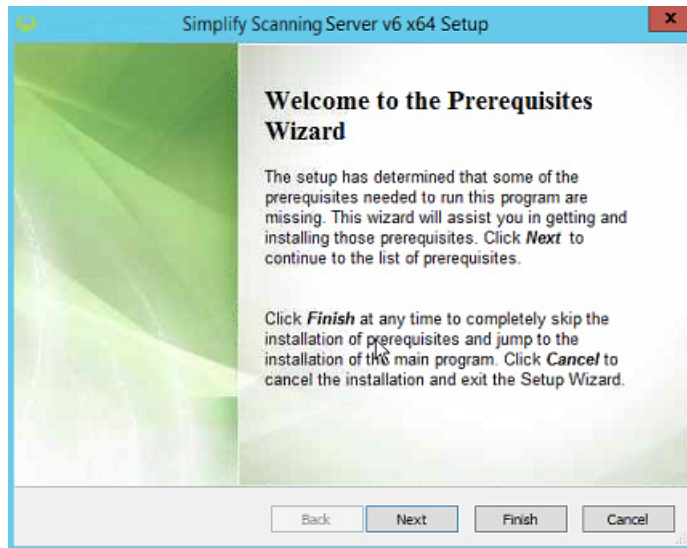 Simplify Scanning Server v6 x64 Setup
x
Welcome to the Prerequisites
Wizard
The setup has determined that some of the
prerequisites needed to run this program are
missing. This wizard will assist you in getting and
installing those prerequisites. Click Next to
continue to the list of prerequisites.
Click Finish at any time to completely skip the
installation of prerequisites and jump to the
installation of the main program. Click Cancel to
cancel the installation and exit the Setup Wizard.
Back Next Finish Cancel